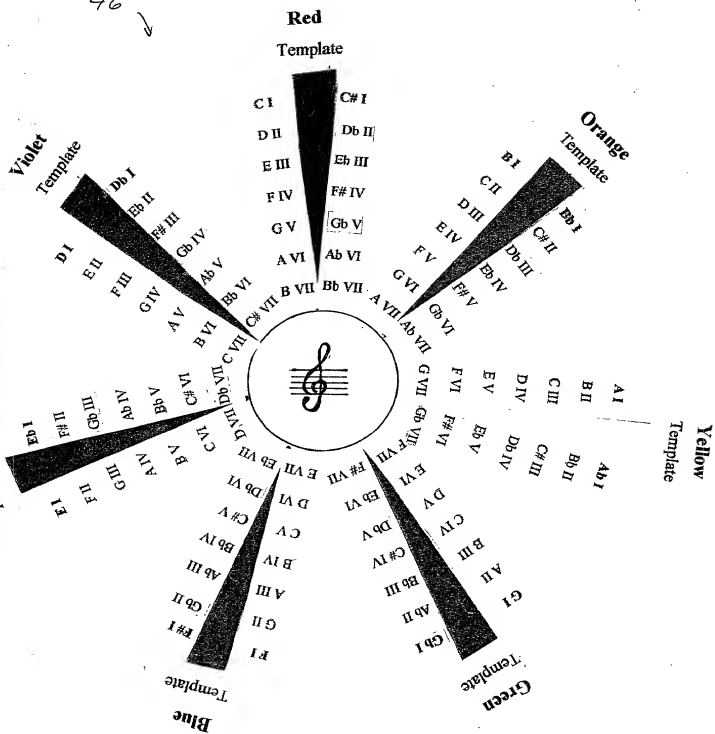 Red
Template
C I
D II
E III
F IV
G V
A VI
B VII
C# I
Db II
Eb III
F# IV
Gb V
Ab VI
Bb VII
Orange
Template
B I
C II
D III
E IV
F V
G VI
A VII
Bb I
C# II
Db III
Eb IV
F# V
Gb VI
Ab VII
Yellow
Template
A I
B II
C III
D IV
E V
F VI
G VII
Ab I
Bb II
C# III
Db IV
Eb V
F# VI
Gb VII
Green
Template
G I
A II
B III
C IV
D V
E VI
F VII
Gb I
Ab II
Bb III
C# IV
Db V
Eb VI
F# VII
Blue
Template
F I
G II
A III
B IV
C V
D VI
E VII
F# I
Gb II
Ab III
Bb IV
C# V
Db VI
Eb VII
E I
F II
G III
A IV
B V
C VI
D VII
Eb I
F# II
Gb III
Ab IV
Bb V
C# VI
Db VII
Violet
Template
D I
E II
F III
G IV
A V
B VI
C VII
Db I
Eb II
F# III
Gb IV
Ab V
Bb VI
C# VII